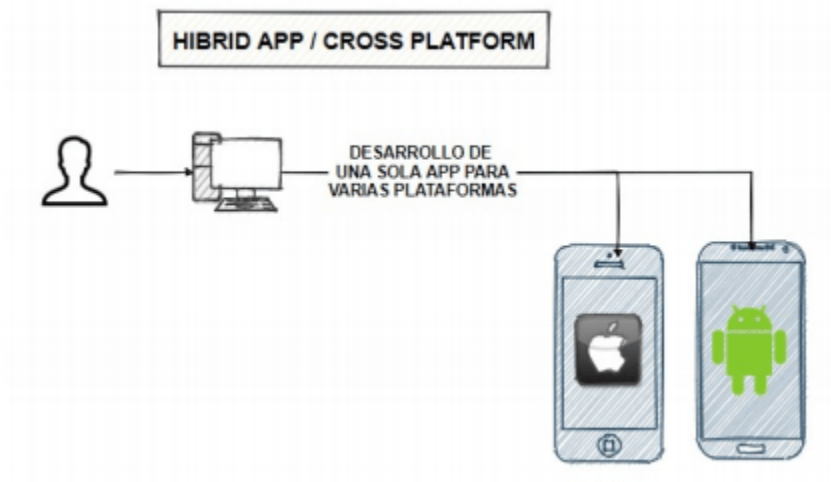 HIBRID APP / CROSS PLATFORM
DESARROLLO DE
UNA SOLA APP PARA
VARIAS PLATAFORMAS